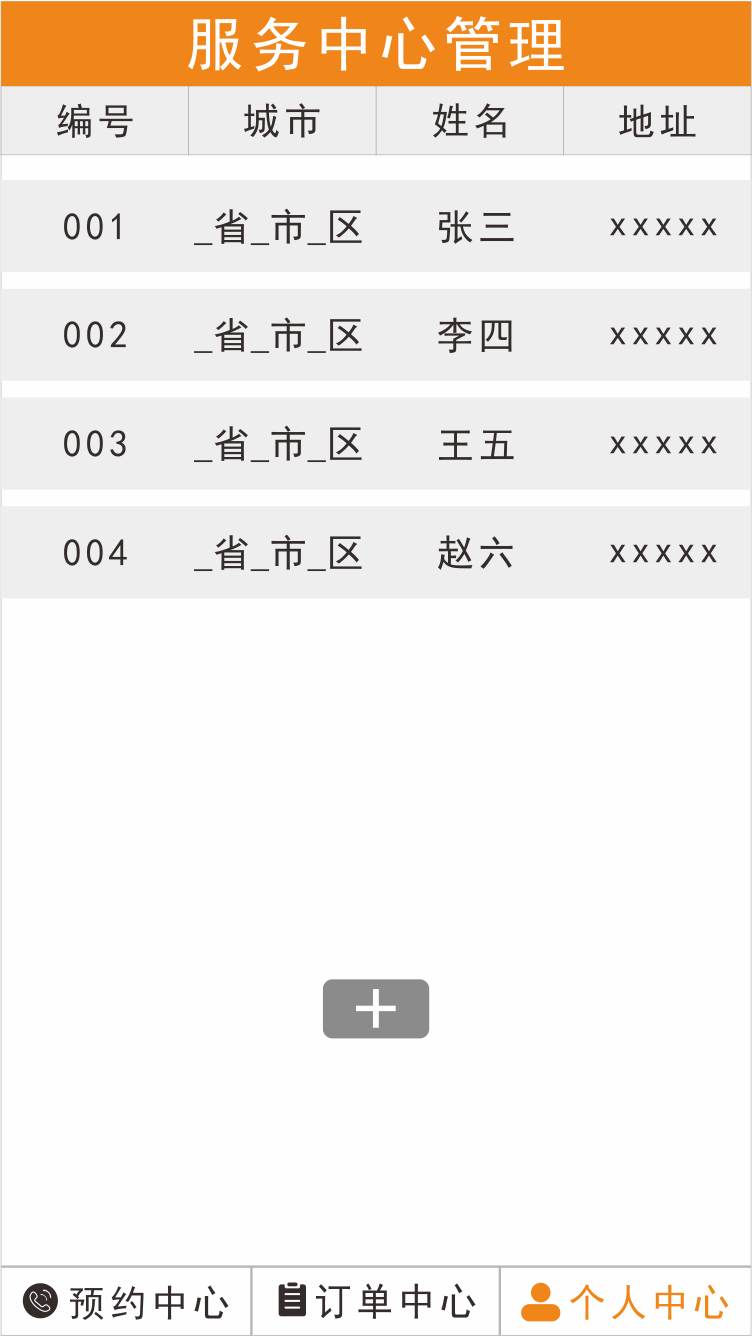 服务中心管理
编号 城市 姓名 地址
001 _省_市_区 张三 xxxxx
002 _省_市_区 李四 xxxxx
003 _省_市_区 王五 xxxxx
004 _省_市_区 赵六 xxxxx
+
预约中心 订单中心 个人中心